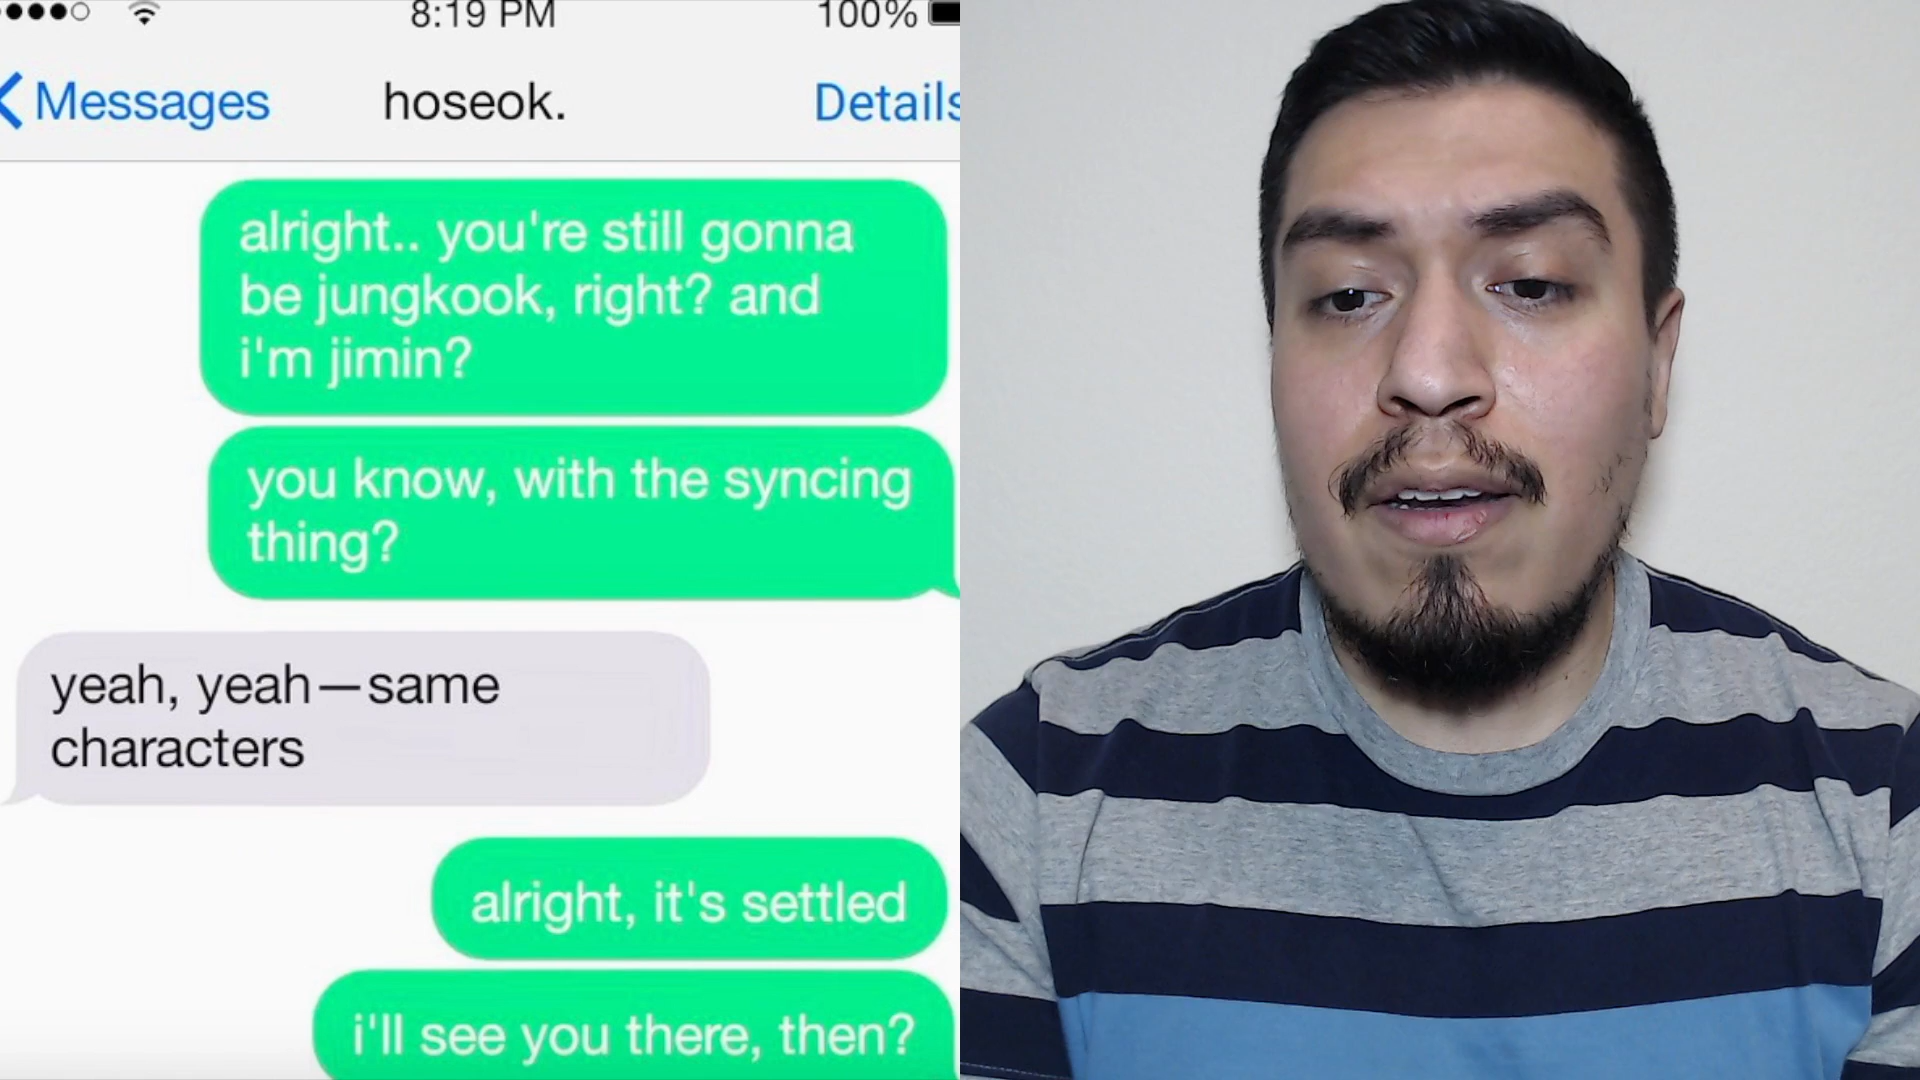 8:19 PM
100%
Messages
hoseok.
Details
alright.. you're still gonna
be jungkook, right? and
i'm jimin?
you know, with the syncing
thing?
yeah, yeah—same
characters
alright, it's settled
i'll see you there, then?